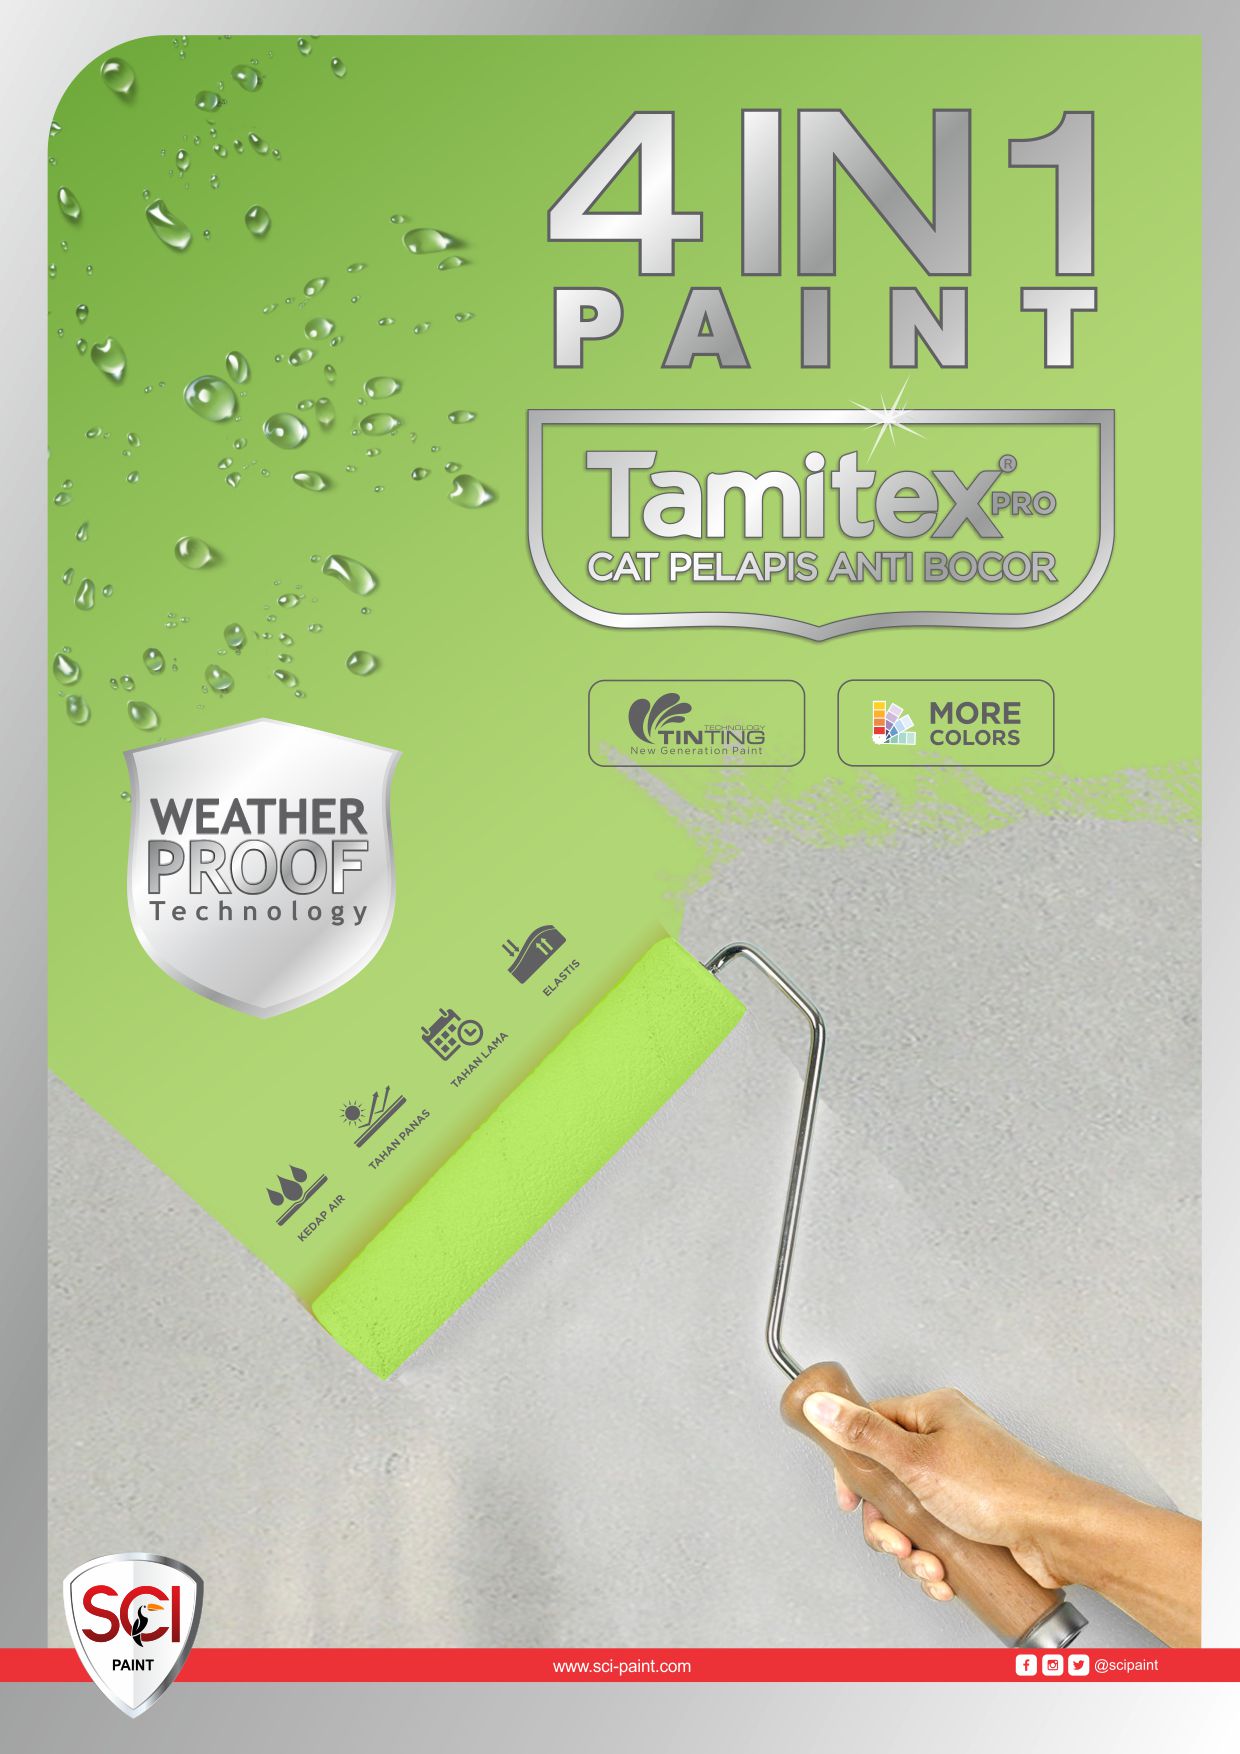 4 IN 1
PAINT
Tamitex® PRO
CAT PELAPIS ANTI BOCOR
TECHNOLOGY
TINTING
New Generation Paint
MORE
COLORS
WEATHER
PROOF
Technology
ELASTIS
TAHAN LAMA
TAHAN PANAS
KEDAP AIR
SCI
PAINT
www.sci-paint.com
@scipaint